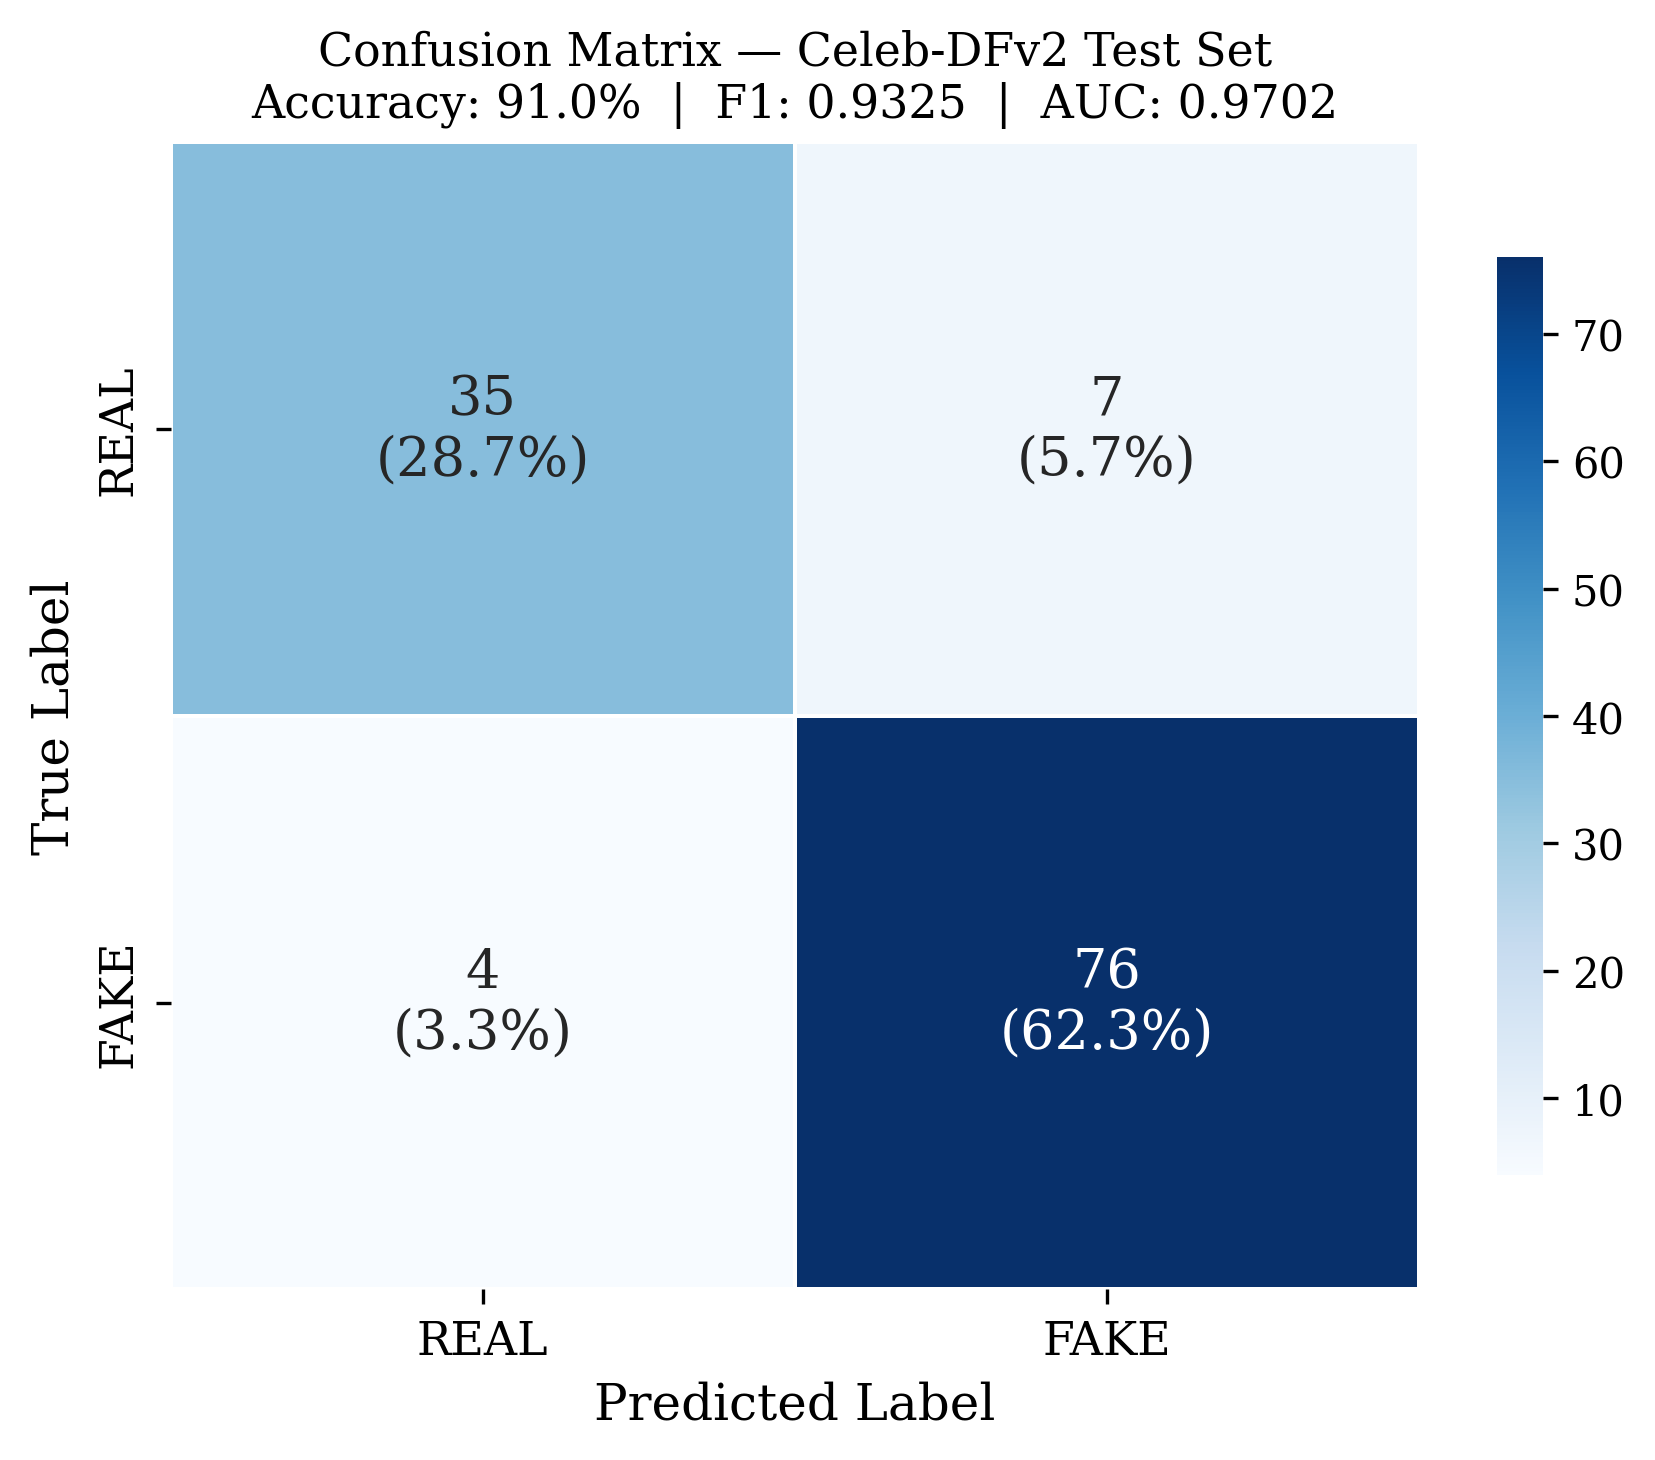 Confusion Matrix — Celeb-DFv2 Test Set
Accuracy: 91.0% | F1: 0.9325 | AUC: 0.9702
True Label
REAL
35
(28.7%)
7
(5.7%)
FAKE
4
(3.3%)
76
(62.3%)
REAL
FAKE
Predicted Label
70
60
50
40
30
20
10